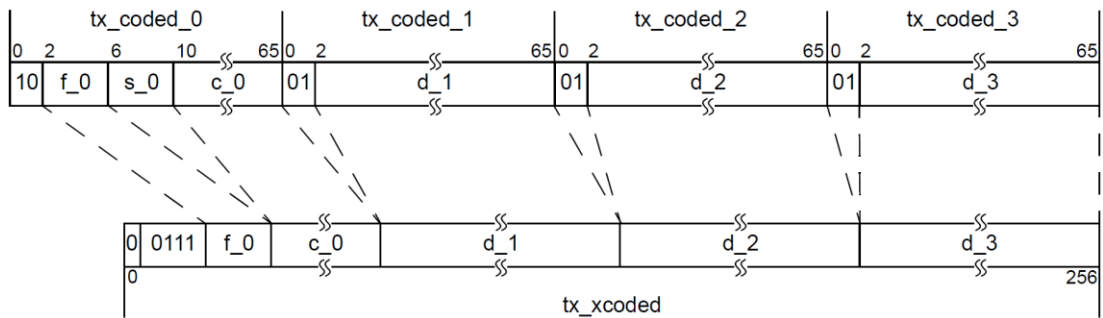 tx_coded_0 tx_coded_1 tx_coded_2 tx_coded_3
0 2 6 10 65 0 2 65 0 2 65 0 2 65
10 f_0 s_0 c_0 01 d_1 01 d_2 01 d_3
0 0111 f_0 c_0 d_1 d_2 d_3
0 256
tx_xcoded